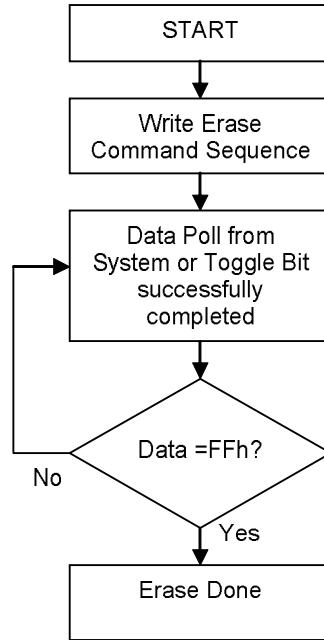 START
Write Erase
Command Sequence
Data Poll from
System or Toggle Bit
successfully
completed
Data =FFh?
No
Yes
Erase Done